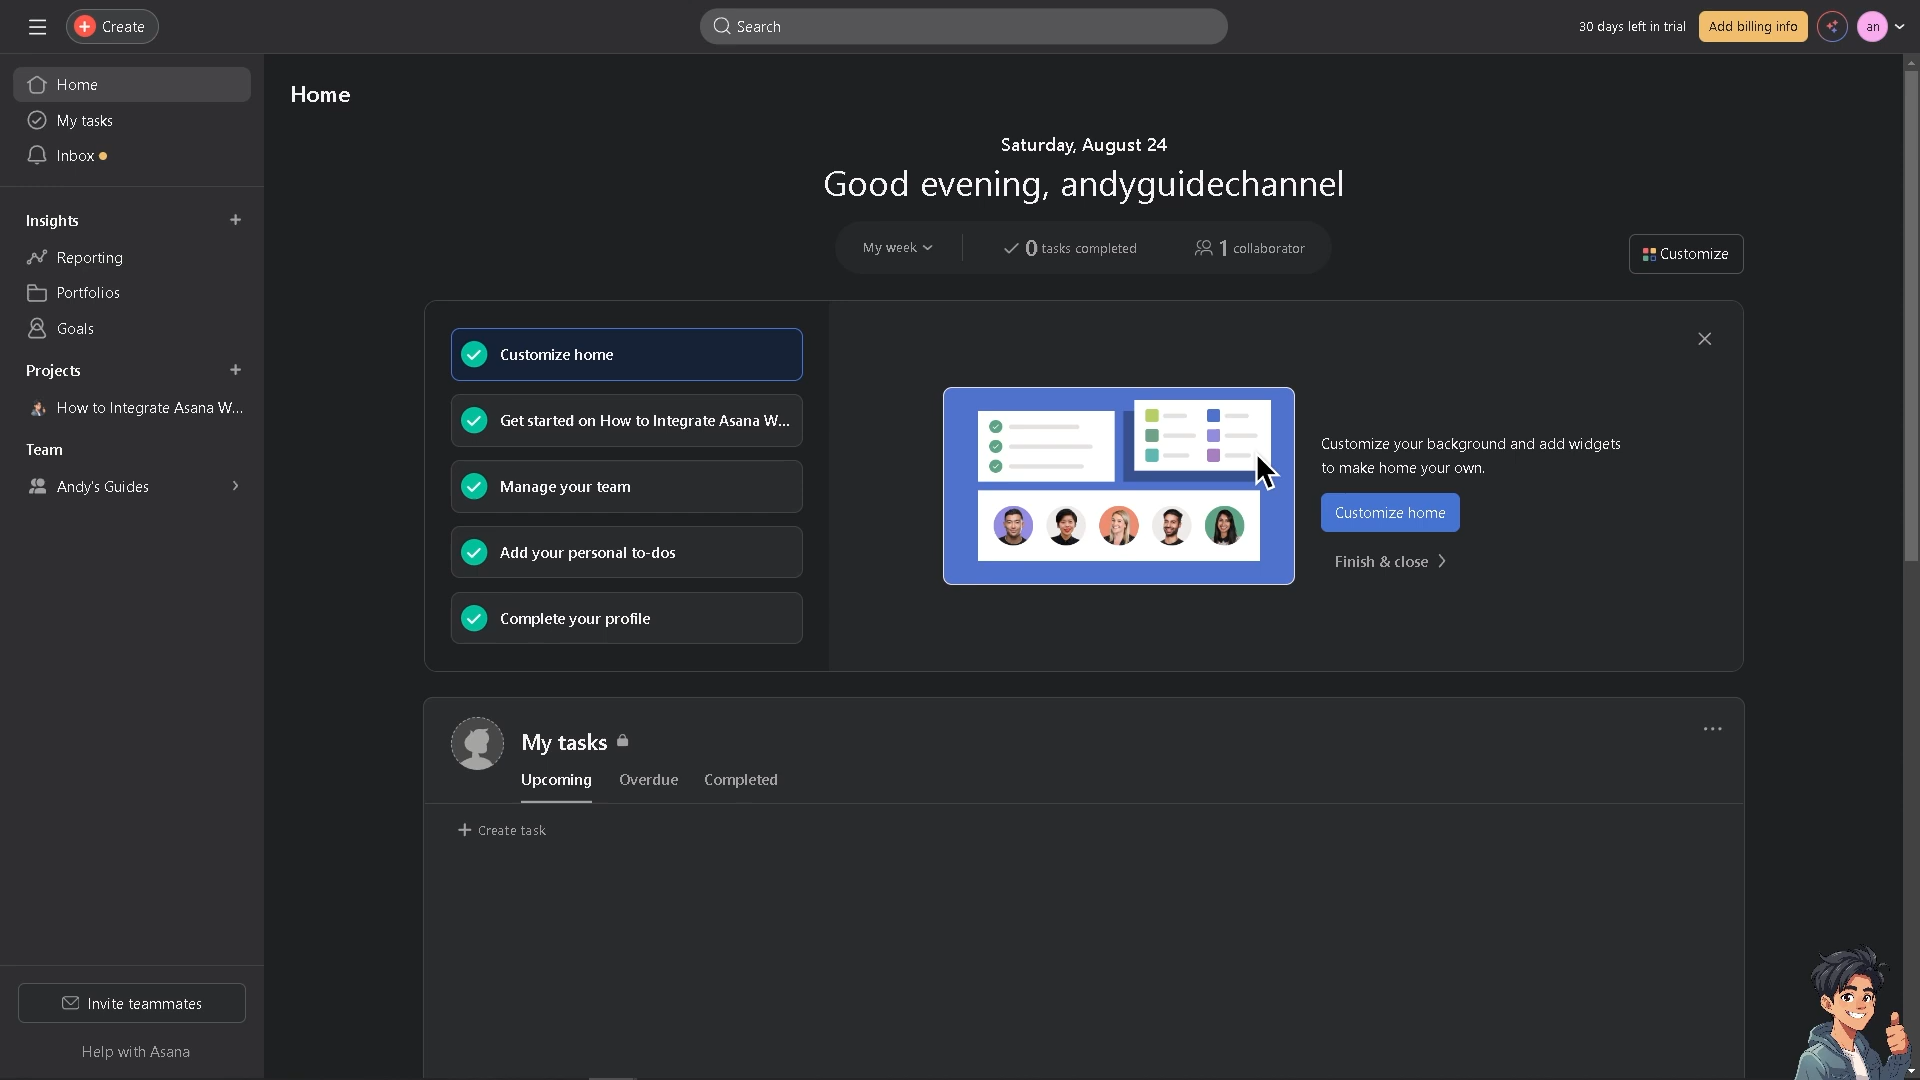 Create
Search
30 days left in trial
Add billing info
an
Home
My tasks
Inbox
Insights
Reporting
Portfolios
Goals
Projects
How to Integrate Asana W...
Team
Andy's Guides
Invite teammates
Help with Asana
Home
Saturday, August 24
Good evening, andyguidechannel
My week
0 tasks completed
1 collaborator
Customize
Customize home
Get started on How to Integrate Asana W...
Manage your team
Add your personal to-dos
Complete your profile
Customize your background and add widgets
to make home your own.
Customize home
Finish & close
My tasks
Upcoming
Overdue
Completed
Create task